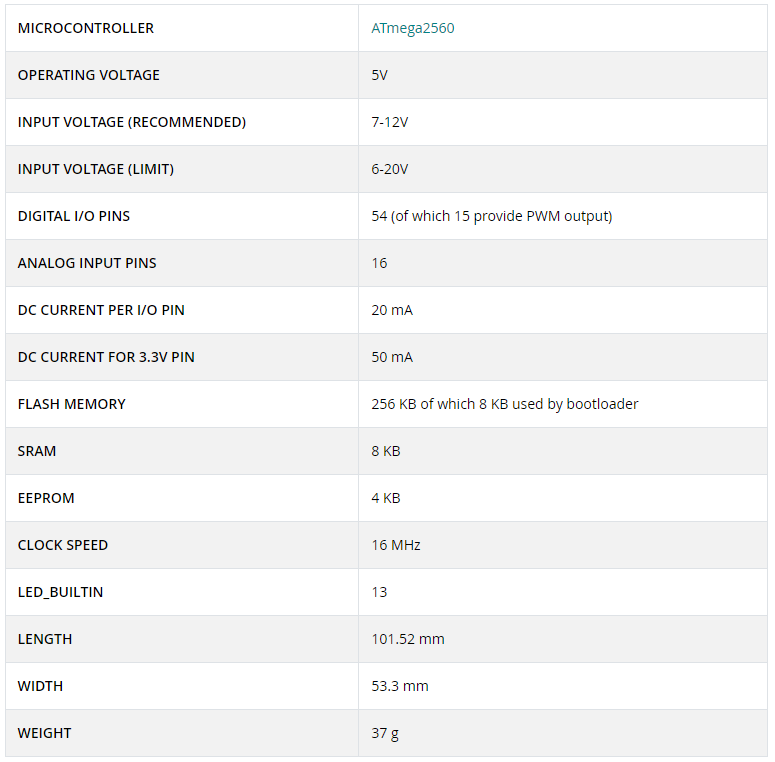 MICROCONTROLLER ATmega2560
OPERATING VOLTAGE 5V
INPUT VOLTAGE (RECOMMENDED) 7-12V
INPUT VOLTAGE (LIMIT) 6-20V
DIGITAL I/O PINS 54 (of which 15 provide PWM output)
ANALOG INPUT PINS 16
DC CURRENT PER I/O PIN 20 mA
DC CURRENT FOR 3.3V PIN 50 mA
FLASH MEMORY 256 KB of which 8 KB used by bootloader
SRAM 8 KB
EEPROM 4 KB
CLOCK SPEED 16 MHz
LED_BUILTIN 13
LENGTH 101.52 mm
WIDTH 53.3 mm
WEIGHT 37 g